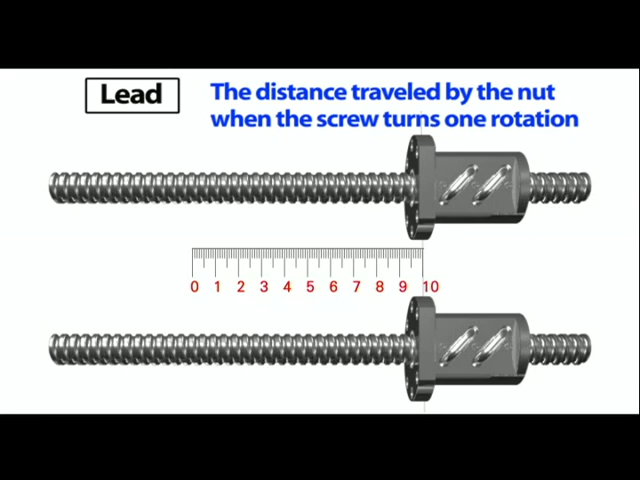 Lead
The distance traveled by the nut
when the screw turns one rotation
0 1 2 3 4 5 6 7 8 9 10